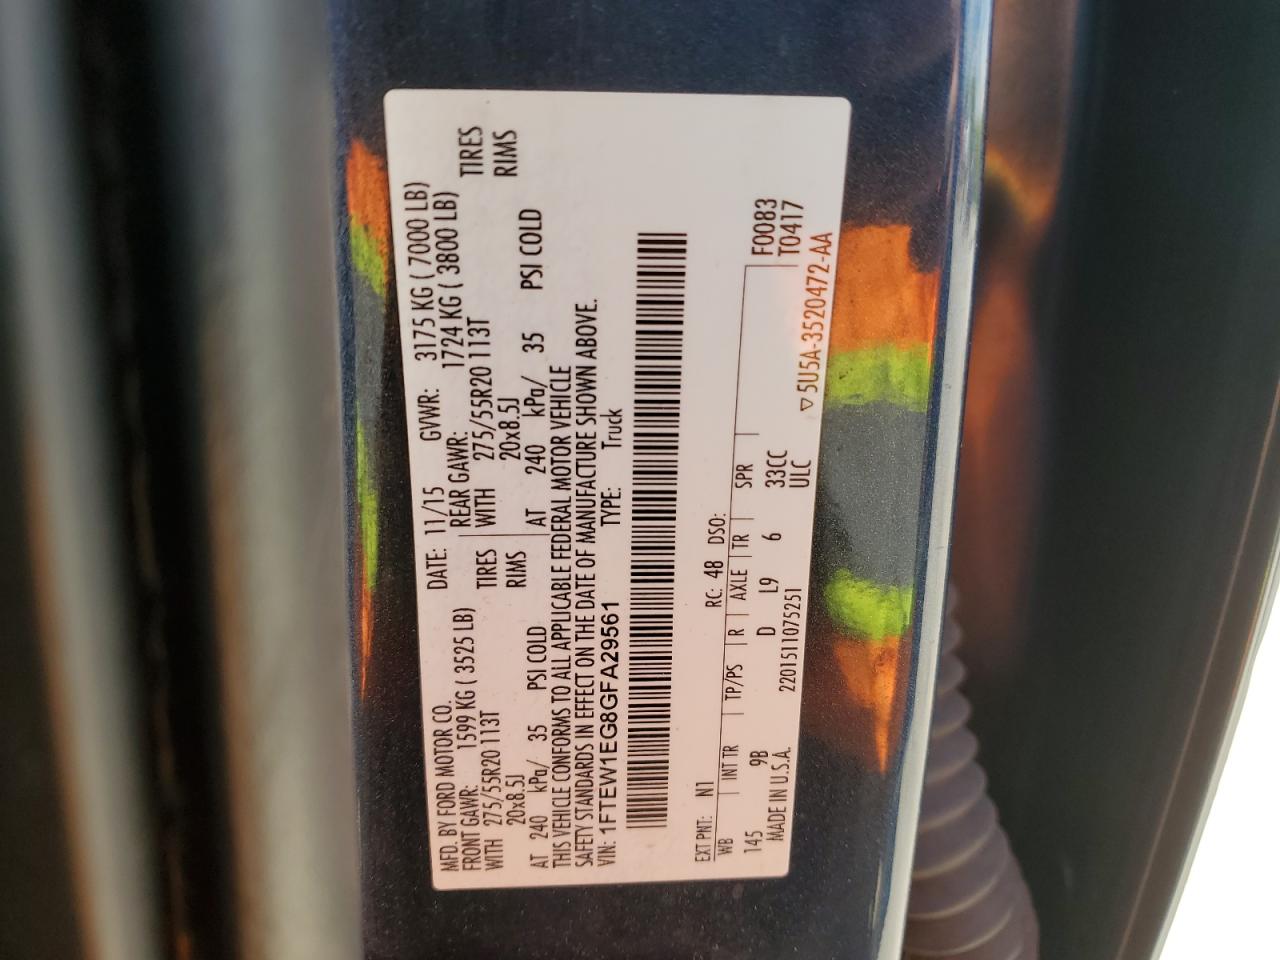 MFD. BY FORD MOTOR CO.
DATE: 11/15 GVWR: 3175 KG ( 7000 LB)
FRONT GAWR: 1599 KG ( 3525 LB) REAR GAWR: 1724 KG ( 3800 LB)
WITH 275/55R20 113T TIRES WITH 275/55R20 113T TIRES
20x8.5J RIMS 20x8.5J RIMS
AT 240 kPa/ 35 PSI COLD AT 240 kPa/ 35 PSI COLD
THIS VEHICLE CONFORMS TO ALL APPLICABLE FEDERAL MOTOR VEHICLE
SAFETY STANDARDS IN EFFECT ON THE DATE OF MANUFACTURE SHOWN ABOVE.
VIN: 1FTEW1EG8GFA29561 TYPE: Truck
EXT PNT: N1 RC: 48 DSO:
WB INT TR TP/PS R AXLE TR SPR F0083
145 9B D L9 6 33CC T0417
ULC
MADE IN U.S.A. 2201511075251 ▽5U5A-3520472-AA